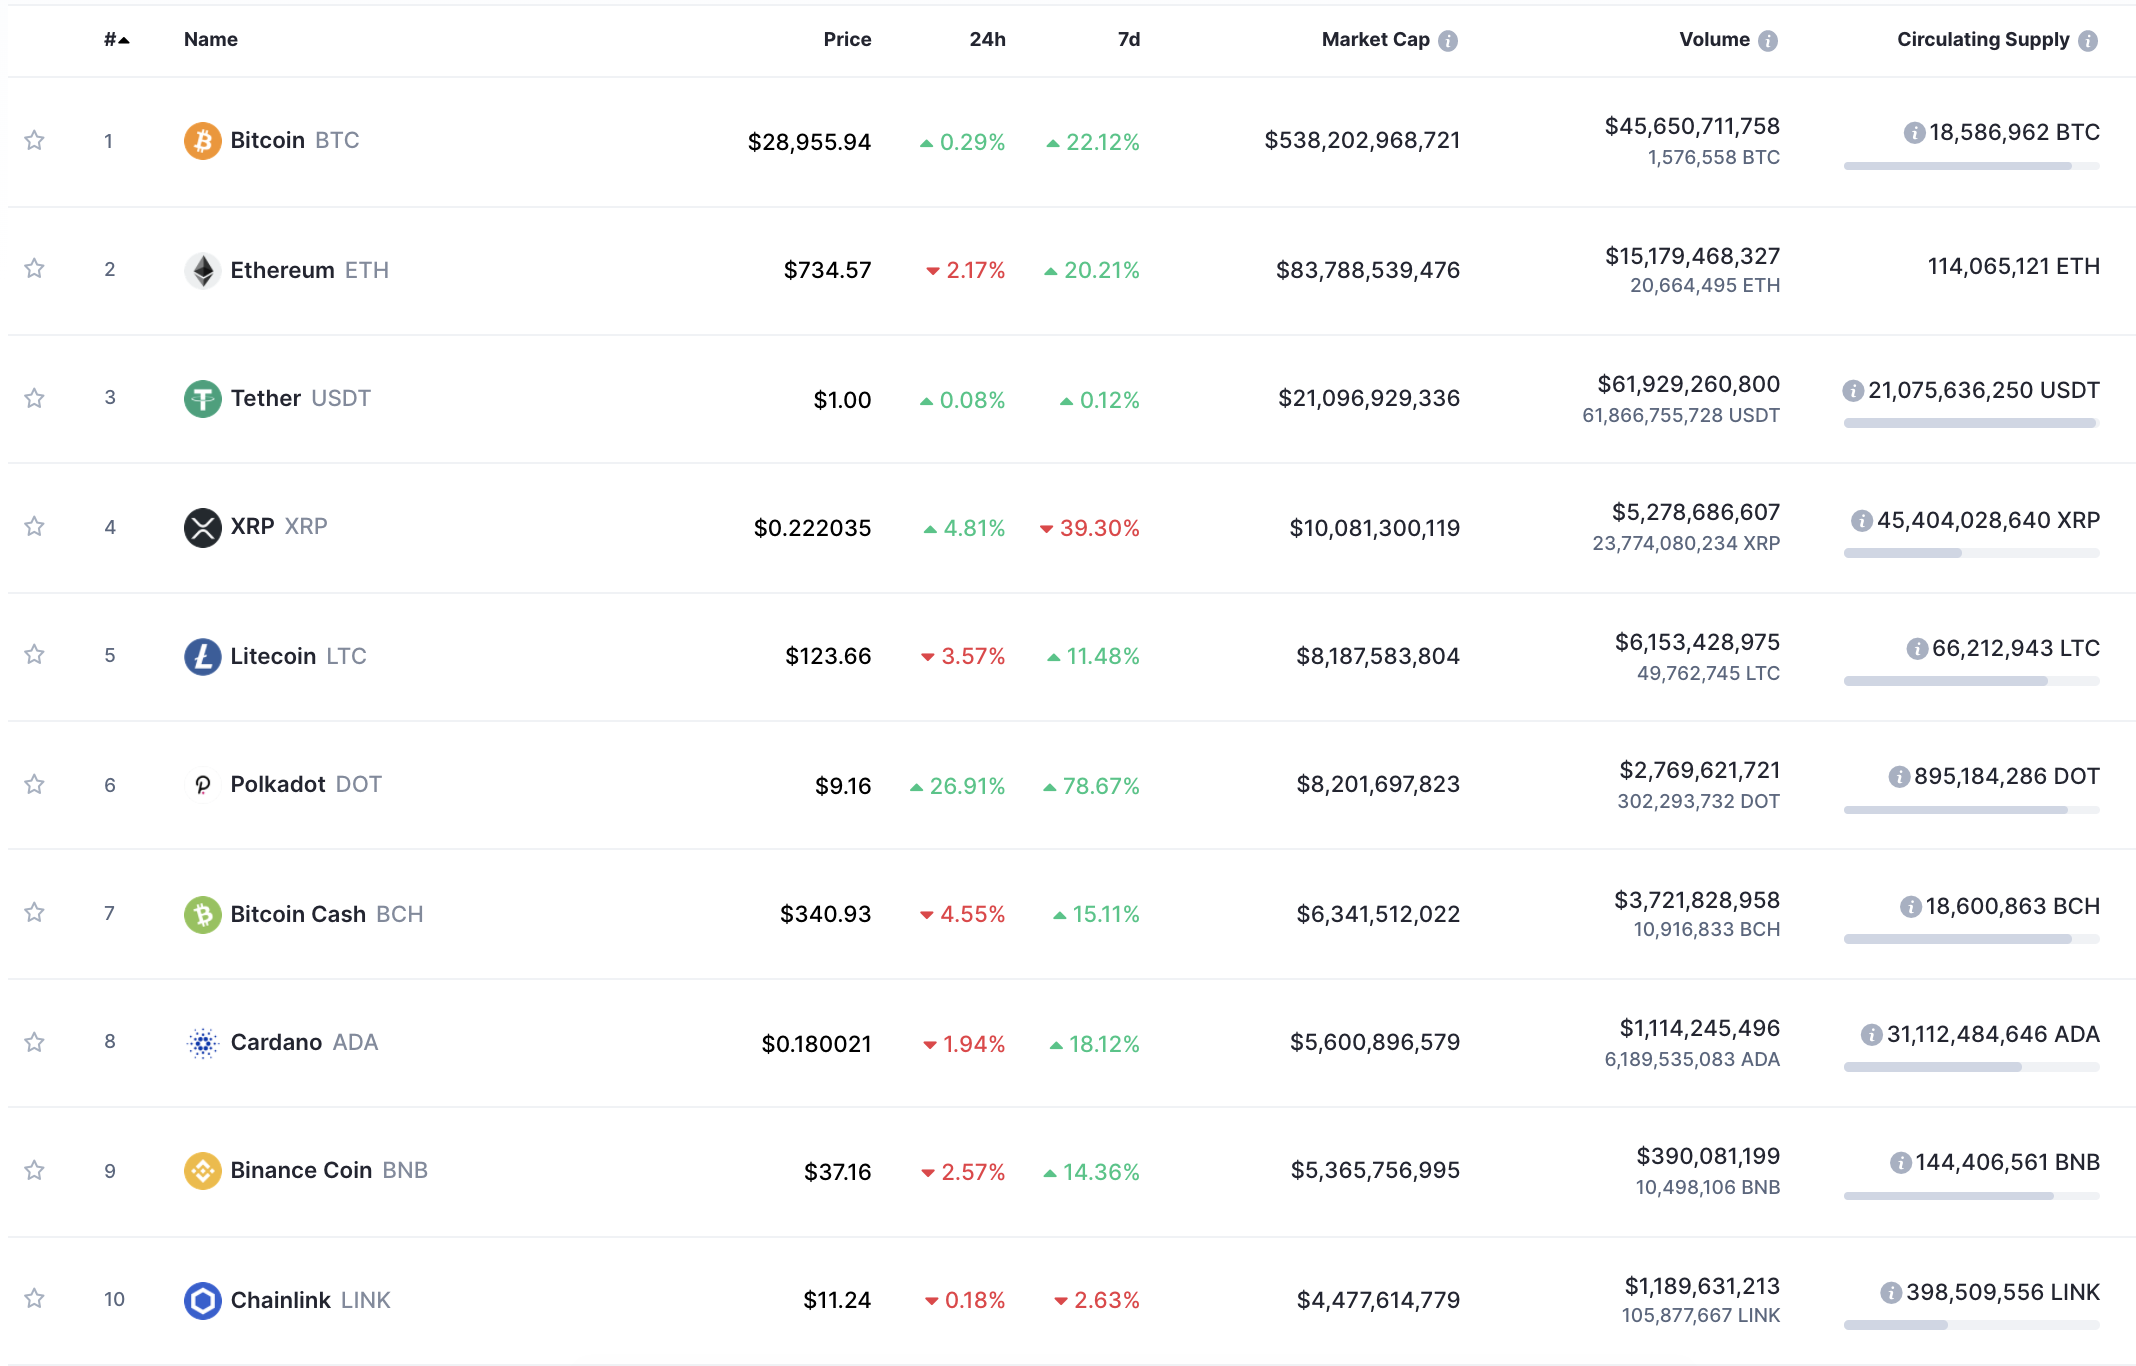 # Name Price 24h 7d Market Cap Volume Circulating Supply
1 Bitcoin BTC $28,955.94 0.29% 22.12% $538,202,968,721 $45,650,711,758 18,586,962 BTC
1,576,558 BTC
2 Ethereum ETH $734.57 2.17% 20.21% $83,788,539,476 $15,179,468,327 114,065,121 ETH
20,664,495 ETH
3 Tether USDT $1.00 0.08% 0.12% $21,096,929,336 $61,929,260,800 21,075,636,250 USDT
61,866,755,728 USDT
4 XRP XRP $0.222035 4.81% 39.30% $10,081,300,119 $5,278,686,607 45,404,028,640 XRP
23,774,080,234 XRP
5 Litecoin LTC $123.66 3.57% 11.48% $8,187,583,804 $6,153,428,975 66,212,943 LTC
49,762,745 LTC
6 Polkadot DOT $9.16 26.91% 78.67% $8,201,697,823 $2,769,621,721 895,184,286 DOT
302,293,732 DOT
7 Bitcoin Cash BCH $340.93 4.55% 15.11% $6,341,512,022 $3,721,828,958 18,600,863 BCH
10,916,833 BCH
8 Cardano ADA $0.180021 1.94% 18.12% $5,600,896,579 $1,114,245,496 31,112,484,646 ADA
6,189,535,083 ADA
9 Binance Coin BNB $37.16 2.57% 14.36% $5,365,756,995 $390,081,199 144,406,561 BNB
10,498,106 BNB
10 Chainlink LINK $11.24 0.18% 2.63% $4,477,614,779 $1,189,631,213 398,509,556 LINK
105,877,667 LINK